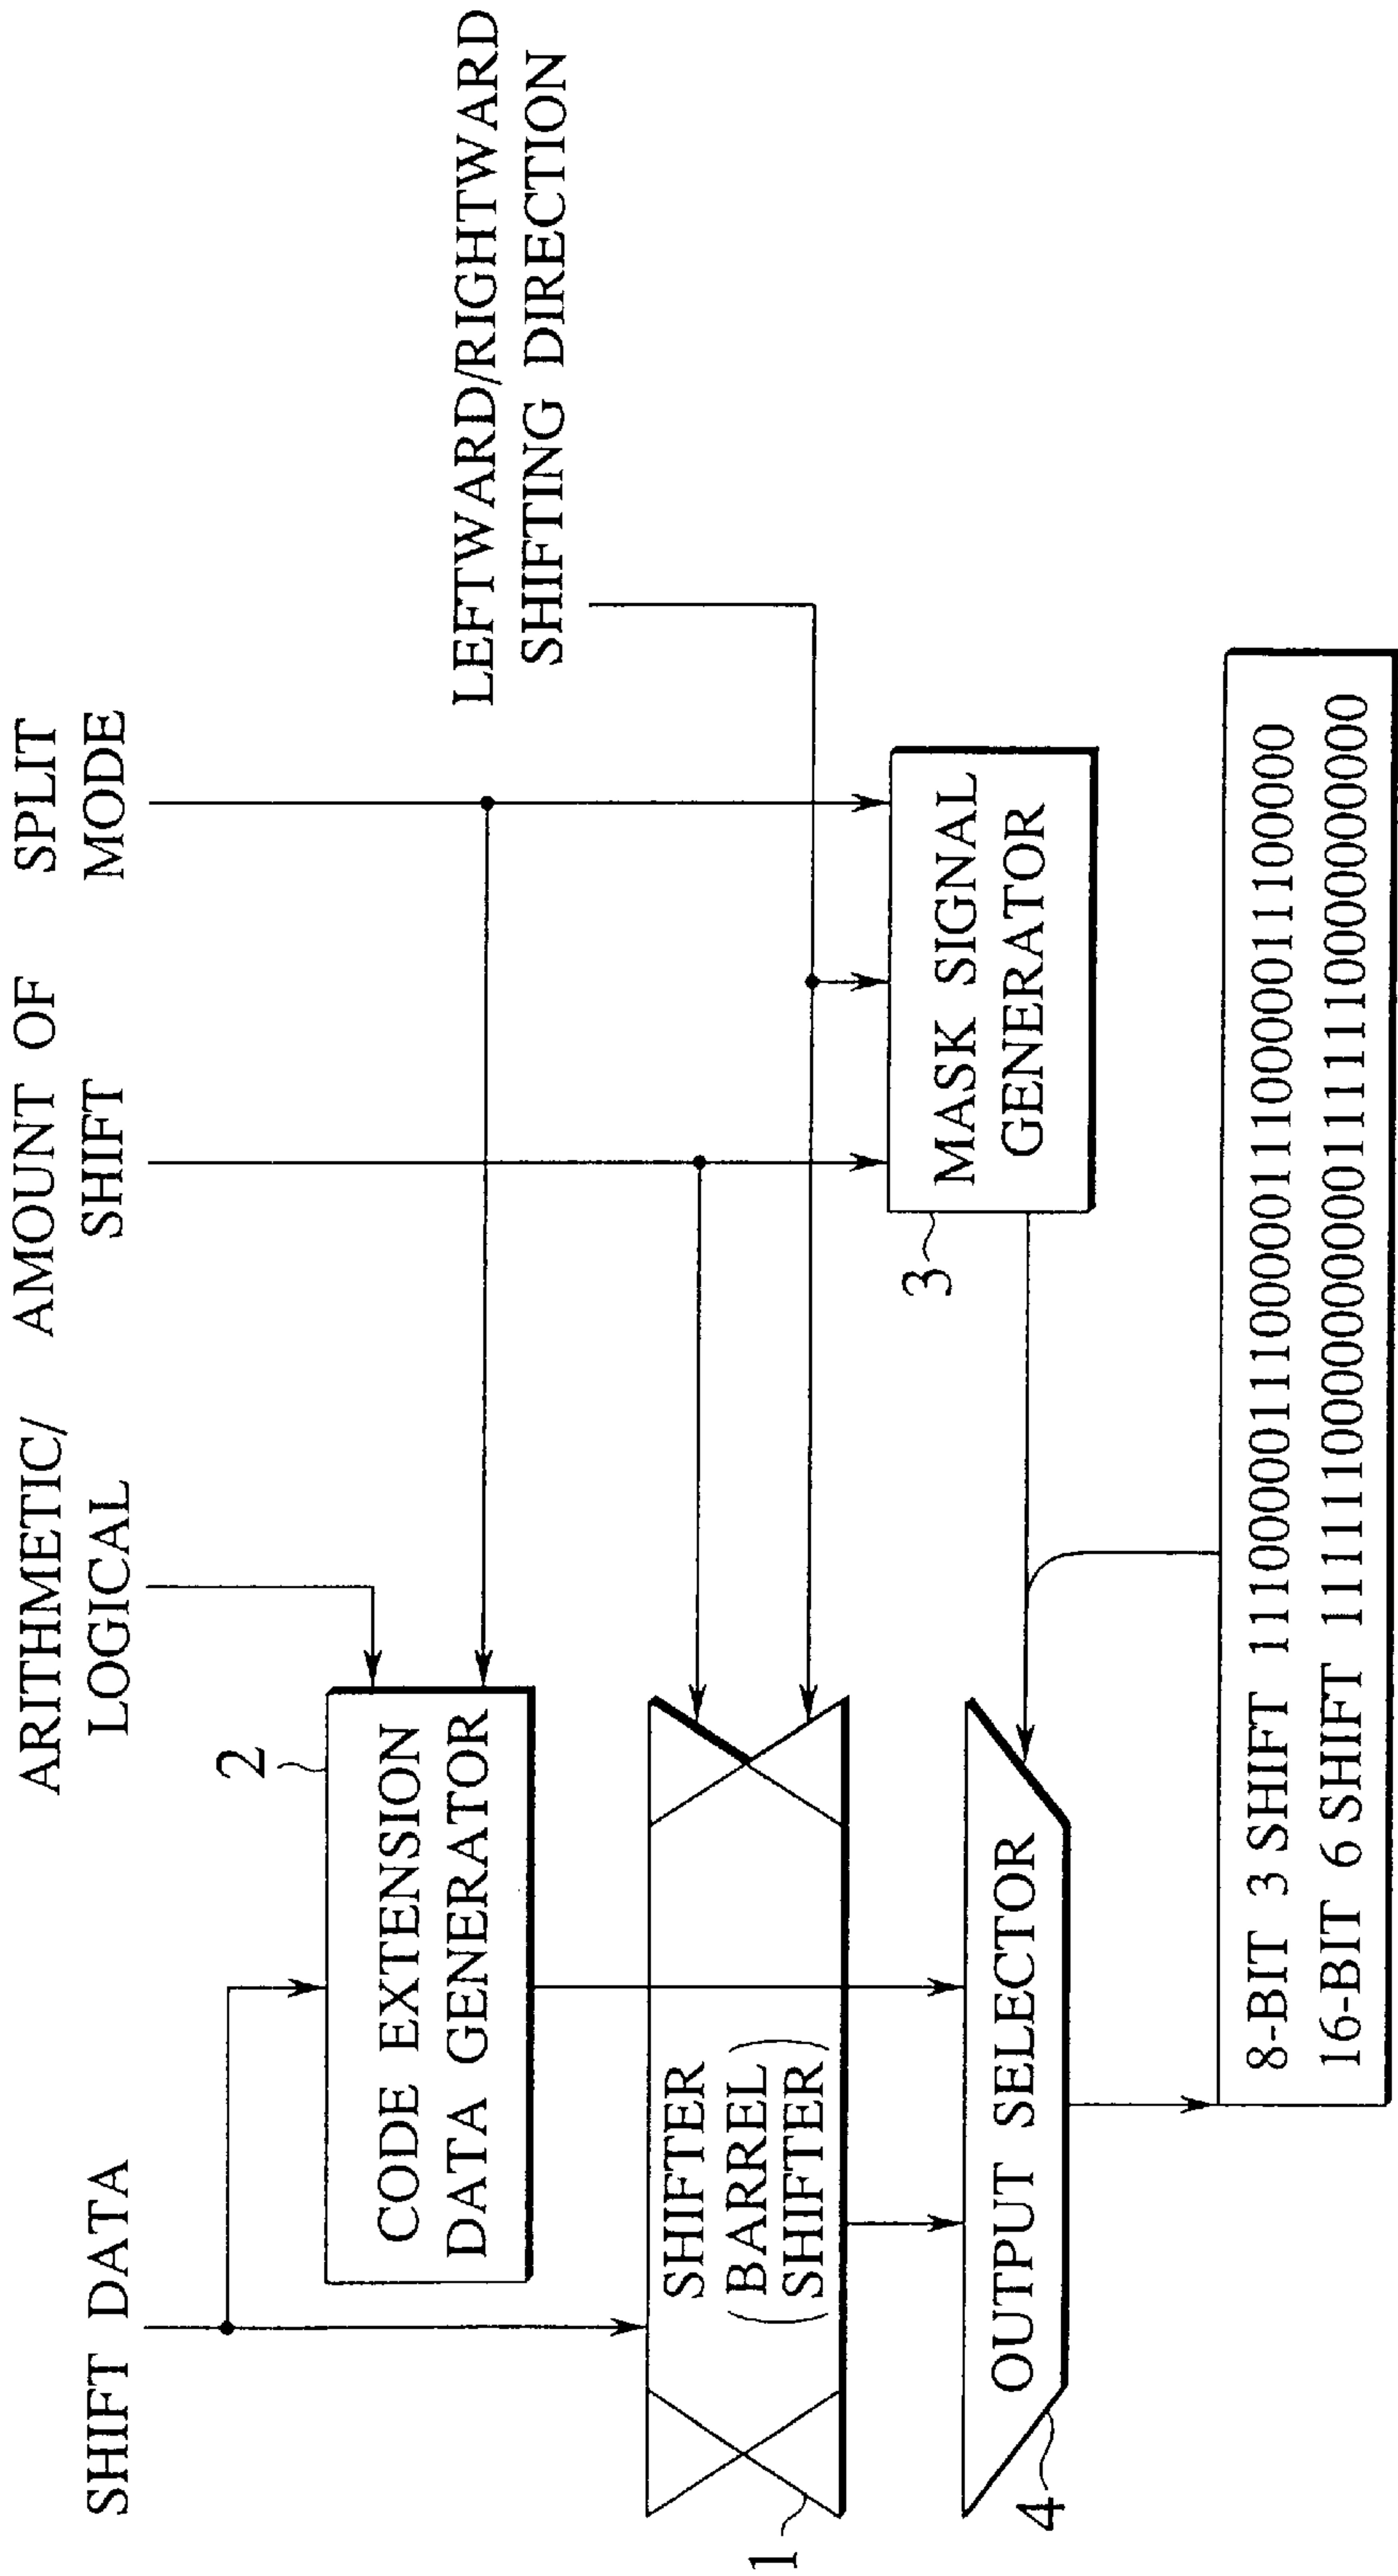 SHIFT DATA
ARITHMETIC/
LOGICAL
AMOUNT OF
SHIFT
SPLIT
MODE
LEFTWARD/RIGHTWARD
SHIFTING DIRECTION
2
CODE EXTENSION
DATA GENERATOR
1
SHIFTER
(BARREL
SHIFTER)
3
MASK SIGNAL
GENERATOR
4
OUTPUT SELECTOR
8-BIT 3 SHIFT 11100000111000001110000011100000
16-BIT 6 SHIFT 11111100000000001111110000000000